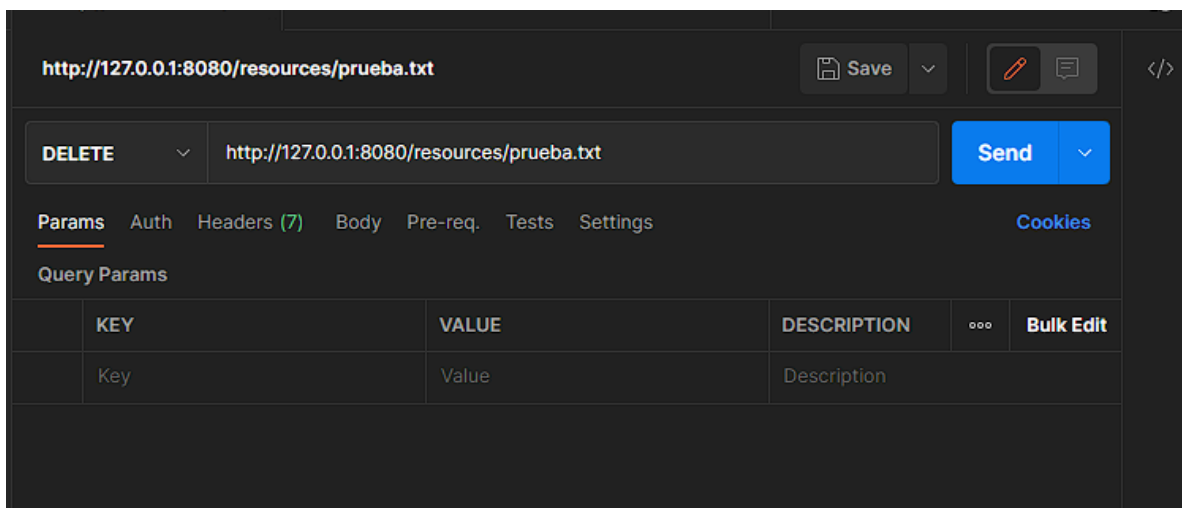 http://127.0.0.1:8080/resources/prueba.txt Save </>
DELETE http://127.0.0.1:8080/resources/prueba.txt Send
Params Auth Headers (7) Body Pre-req. Tests Settings Cookies
Query Params
KEY VALUE DESCRIPTION ooo Bulk Edit
Key Value Description